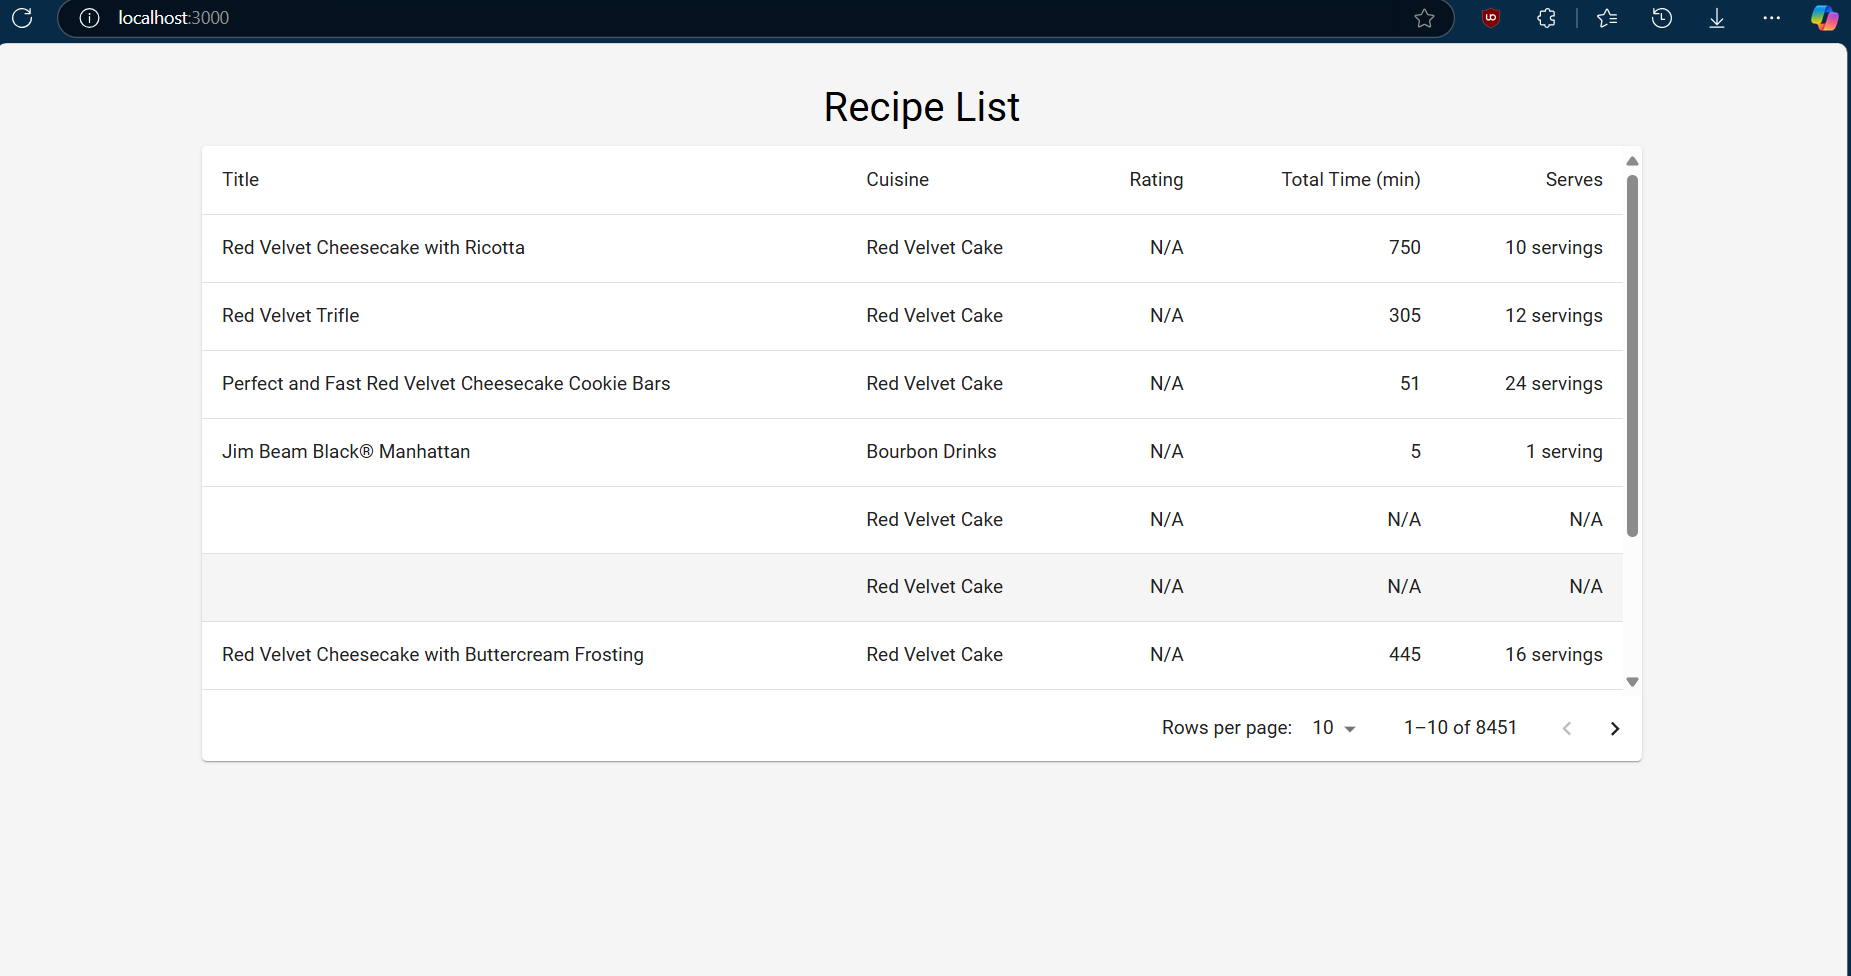 localhost:3000
Recipe List
Title Cuisine Rating Total Time (min) Serves
Red Velvet Cheesecake with Ricotta Red Velvet Cake N/A 750 10 servings
Red Velvet Trifle Red Velvet Cake N/A 305 12 servings
Perfect and Fast Red Velvet Cheesecake Cookie Bars Red Velvet Cake N/A 51 24 servings
Jim Beam Black® Manhattan Bourbon Drinks N/A 5 1 serving
Red Velvet Cake N/A N/A N/A
Red Velvet Cake N/A N/A N/A
Red Velvet Cheesecake with Buttercream Frosting Red Velvet Cake N/A 445 16 servings
Rows per page: 10 1–10 of 8451